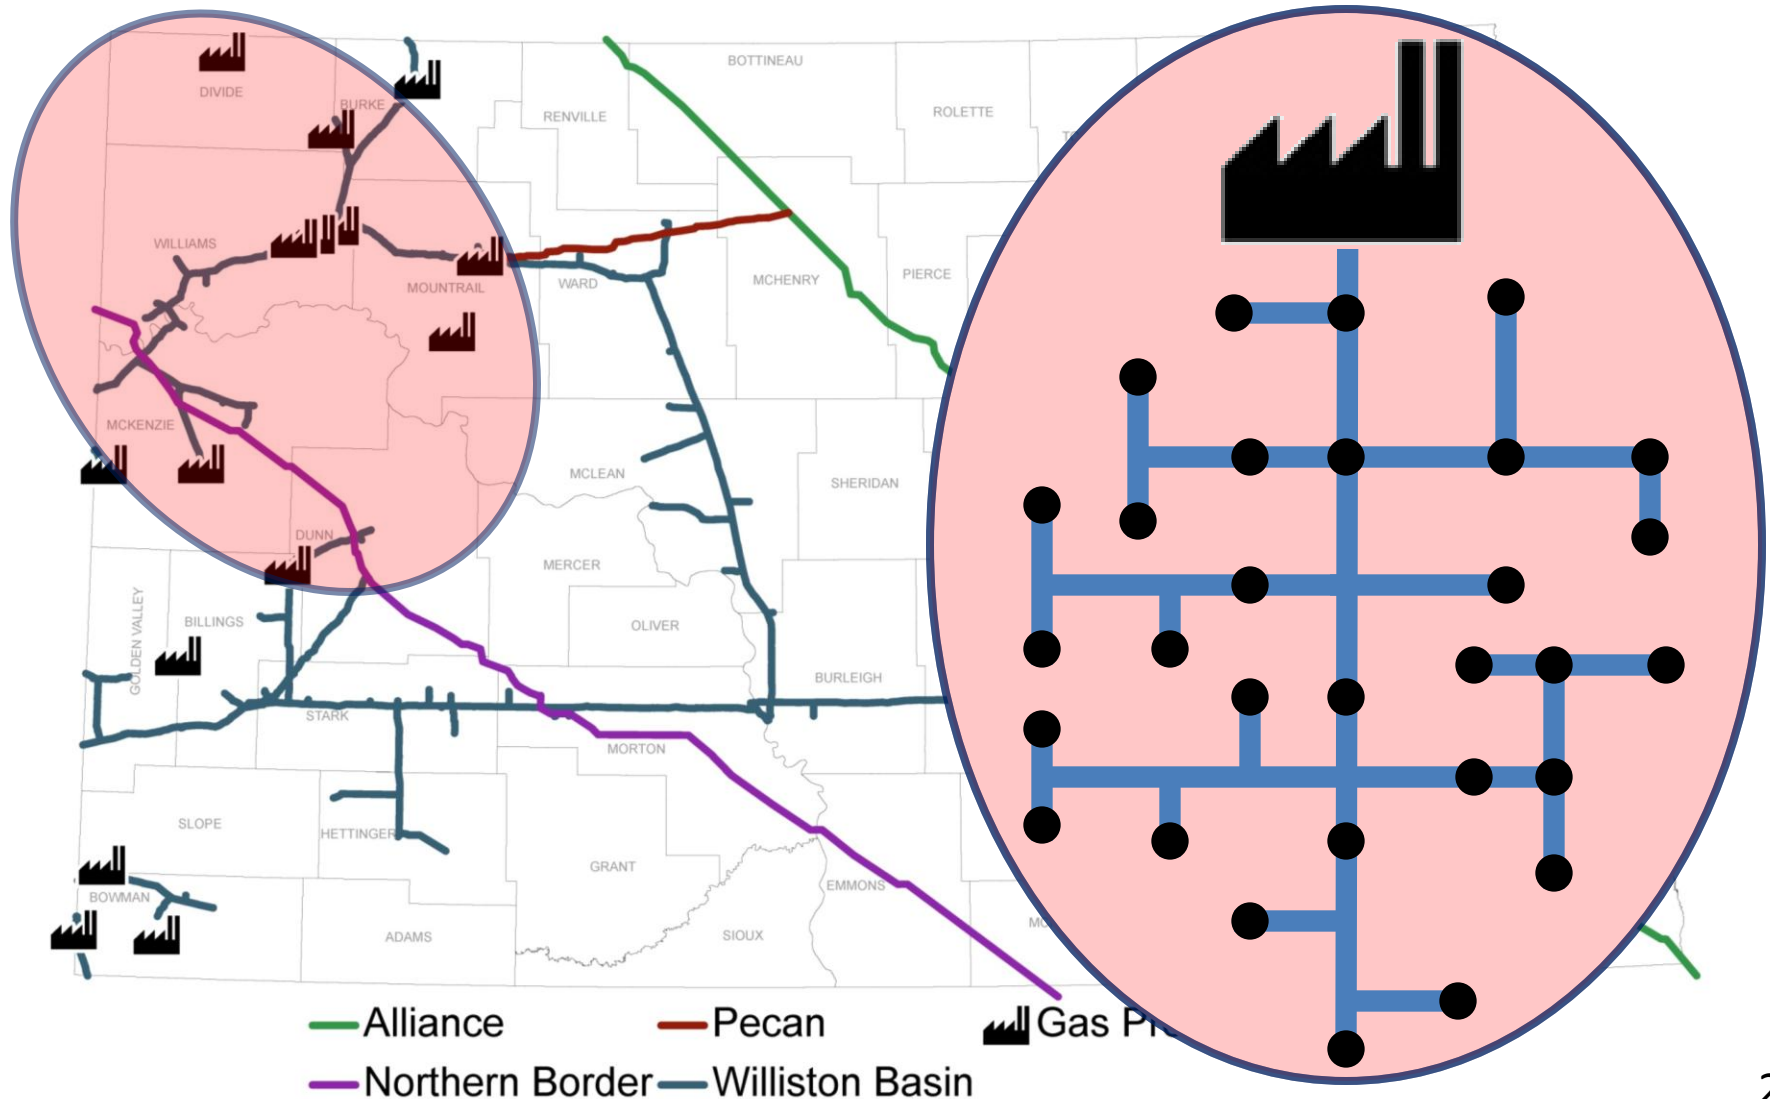 BOTTINEAU
DIVIDE
BURKE
RENVILLE
ROLETTE
WILLIAMS
MOUNTRAIL
WARD
MCHENRY
PIERCE
MCKENZIE
MCLEAN
SHERIDAN
DUNN
MERCER
GOLDEN VALLEY
BILLINGS
OLIVER
BURLEIGH
STARK
MORTON
SLOPE
HETTINGER
GRANT
EMMONS
BOWMAN
ADAMS
SIOUX
Alliance
Pecan
Gas
Northern Border
Williston Basin